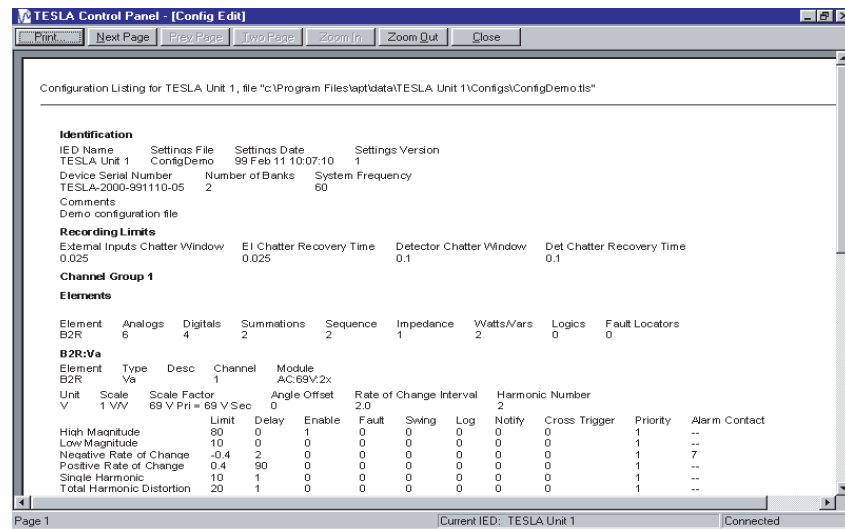 TESLA Control Panel - [Config Edit]
Print... Next Page Prev Page Two Page Zoom In Zoom Out Close
Configuration Listing for TESLA Unit 1, file "c:\Program Files\apt\data\TESLA Unit 1\Configs\ConfigDemo.tls"
Identification
IED Name Settings File Settings Date Settings Version
TESLA Unit 1 ConfigDemo 99 Feb 11 10:07:10 1
Device Serial Number Number of Banks System Frequency
TESLA-2000-991110-05 2 60
Comments
Demo configuration file
Recording Limits
External Inputs Chatter Window EI Chatter Recovery Time Detector Chatter Window Det Chatter Recovery Time
0.025 0.025 0.1 0.1
Channel Group 1
Elements
Element Analogs Digitals Summations Sequence Impedance Watts/Vars Logics Fault Locators
B2R 6 4 2 2 1 2 0 0
B2R:Va
Element Type Desc Channel Module
B2R Va 1 AC:69V:2x
Unit Scale Scale Factor Angle Offset Rate of Change Interval Harmonic Number
V 1 V/V 69 V Pri = 69 V Sec 0 2.0 2
Limit Delay Enable Fault Swing Log Notify Cross Trigger Priority Alarm Contact
High Magnitude 80 0 1 0 0 0 0 0 1 --
Low Magnitude 10 0 0 0 0 0 0 0 1 --
Negative Rate of Change -0.4 2 0 0 0 0 0 0 1 7
Positive Rate of Change 0.4 90 0 0 0 0 0 0 1 --
Single Harmonic 10 1 0 0 0 0 0 0 1 --
Total Harmonic Distortion 20 1 0 0 0 0 0 0 1 --
Page 1 Current IED: TESLA Unit 1 Connected